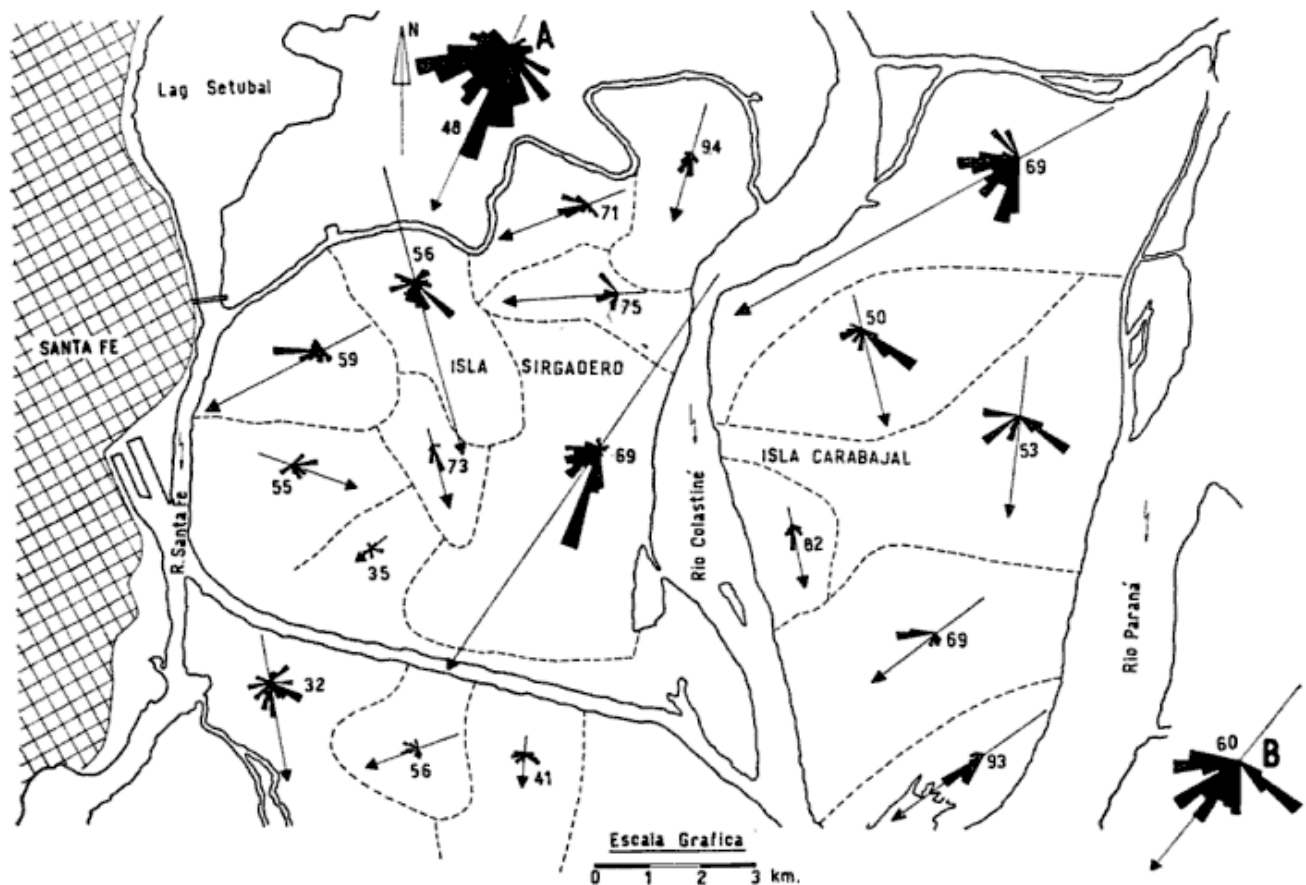 N
A
Lag Setubal
48
94
69
71
56
75
50
SANTA FE
59
ISLA SIRGADERO
53
69
ISLA CARABAJAL
73
55
R. Santa Fe
Rio Colastiné
82
35
Rio Paraná
69
32
60
B
56
41
93
Escala Grafica
0 1 2 3 km.